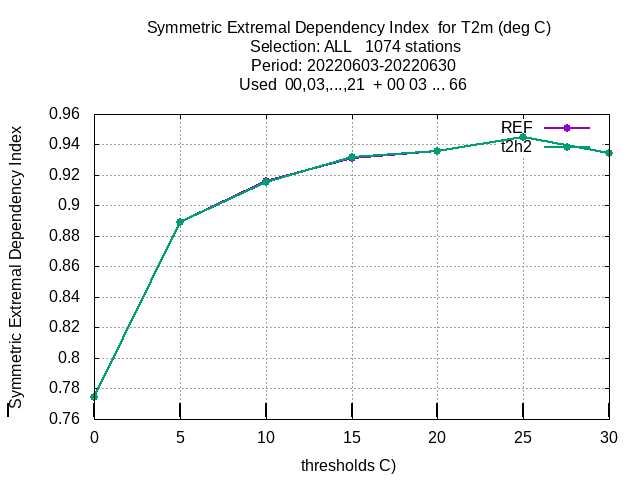 Symmetric Extremal Dependency Index  for T2m (deg C)
Selection: ALL   1074 stations
Period: 20220603-20220630
Used  00,03,...,21  + 00 03 ... 66
Symmetric Extremal Dependency Index
0.96
0.94
0.92
0.9
0.88
0.86
0.84
0.82
0.8
0.78
0.76
REF
t2h2
0 5 10 15 20 25 30
thresholds C)